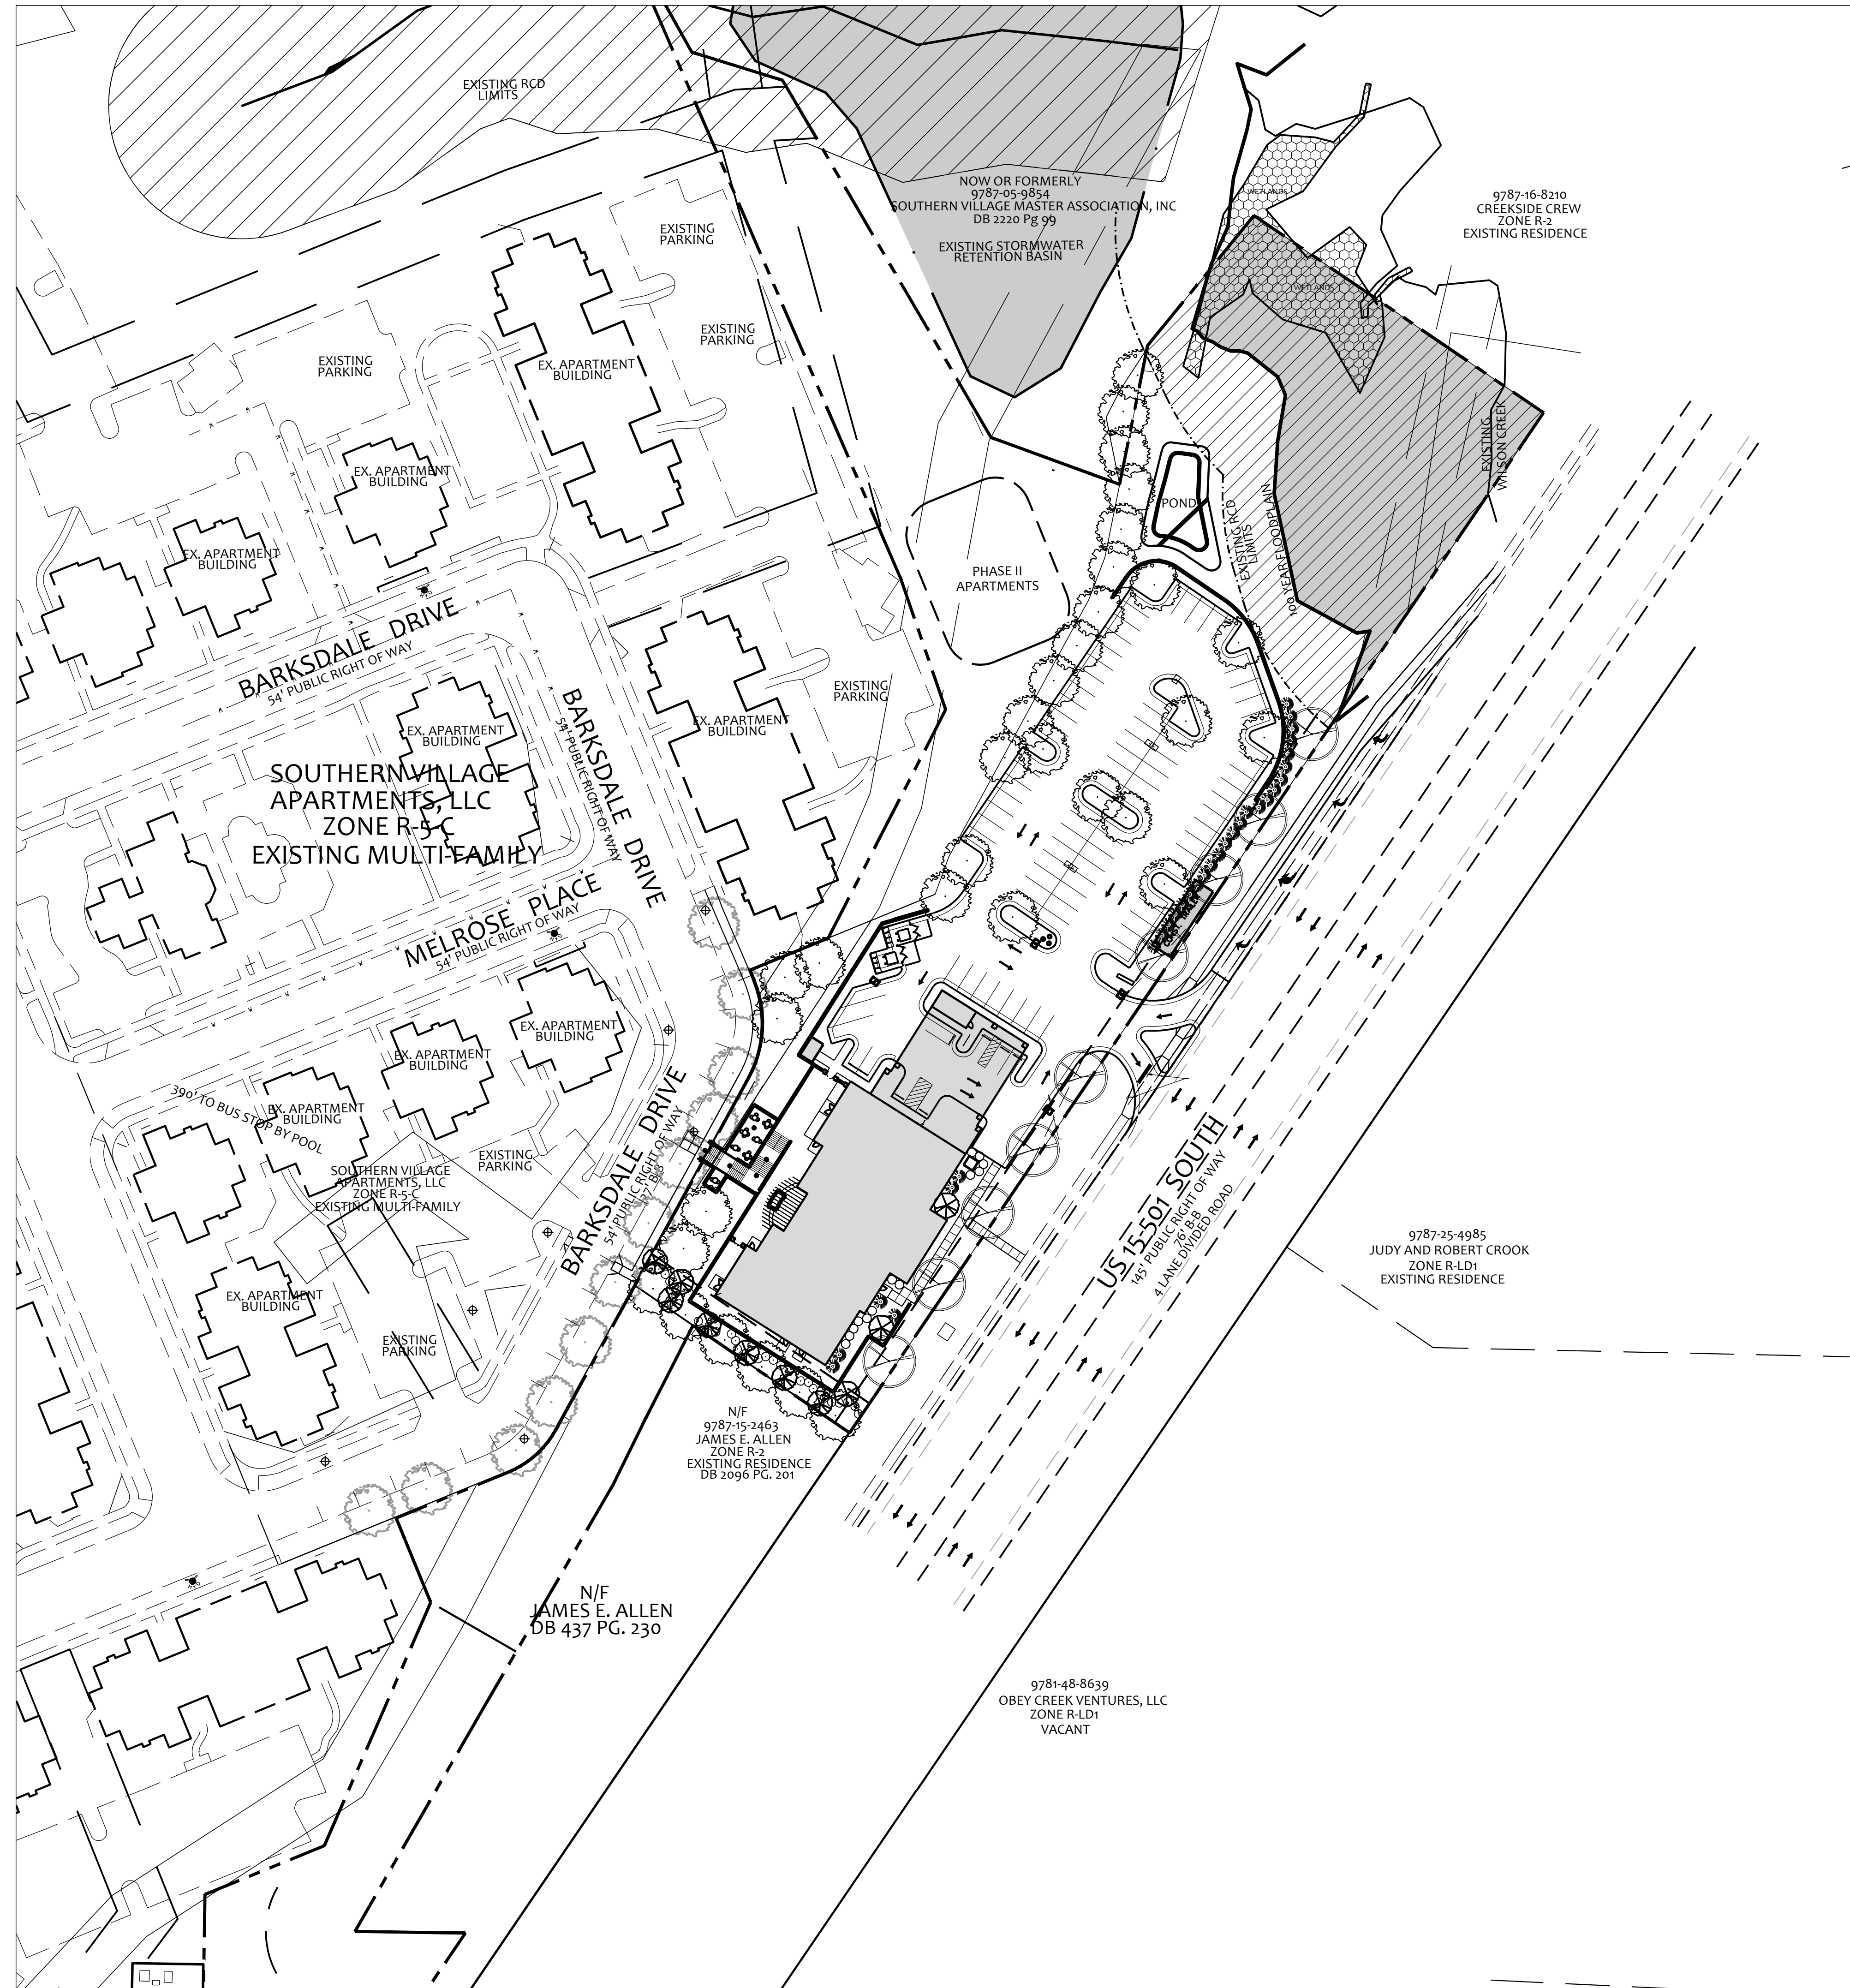 EXISTING RCD
LIMITS
NOW OR FORMERLY
9787-05-9854
SOUTHERN VILLAGE MASTER ASSOCIATION, INC
DB 2220 Pg 99
EXISTING STORMWATER
RETENTION BASIN
WETLANDS
WETLANDS
9787-16-8210
CREEKSIDE CREW
ZONE R-2
EXISTING RESIDENCE
EXISTING
PARKING
EXISTING
PARKING
EXISTING
PARKING
EX. APARTMENT
BUILDING
EX. APARTMENT
BUILDING
EX. APARTMENT
BUILDING
EXISTING
WILSON CREEK
POND
EXISTING RCD
LIMITS
100 YEAR FLOODPLAIN
PHASE II
APARTMENTS
BARKSDALE DRIVE
54' PUBLIC RIGHT OF WAY
EXISTING
PARKING
EX. APARTMENT
BUILDING
EX. APARTMENT
BUILDING
BARKSDALE DRIVE
54' PUBLIC RIGHT OF WAY
SOUTHERN VILLAGE
APARTMENTS, LLC
ZONE R-5-C
EXISTING MULTI-FAMILY
MELROSE PLACE
54' PUBLIC RIGHT OF WAY
EX. APARTMENT
BUILDING
EX. APARTMENT
BUILDING
EX. APARTMENT
BUILDING
390' TO BUS STOP BY POOL
EXISTING
PARKING
SOUTHERN VILLAGE
APARTMENTS, LLC
ZONE R-5-C
EXISTING MULTI-FAMILY
BARKSDALE DRIVE
54' PUBLIC RIGHT OF WAY
27' B-B
US 15-501 SOUTH
145' PUBLIC RIGHT OF WAY
76' B-B
4 LANE DIVIDED ROAD
9787-25-4985
JUDY AND ROBERT CROOK
ZONE R-LD1
EXISTING RESIDENCE
EX. APARTMENT
BUILDING
EXISTING
PARKING
N/F
9787-15-2463
JAMES E. ALLEN
ZONE R-2
EXISTING RESIDENCE
DB 2096 PG. 201
N/F
JAMES E. ALLEN
DB 437 PG. 230
9781-48-8639
OBEY CREEK VENTURES, LLC
ZONE R-LD1
VACANT